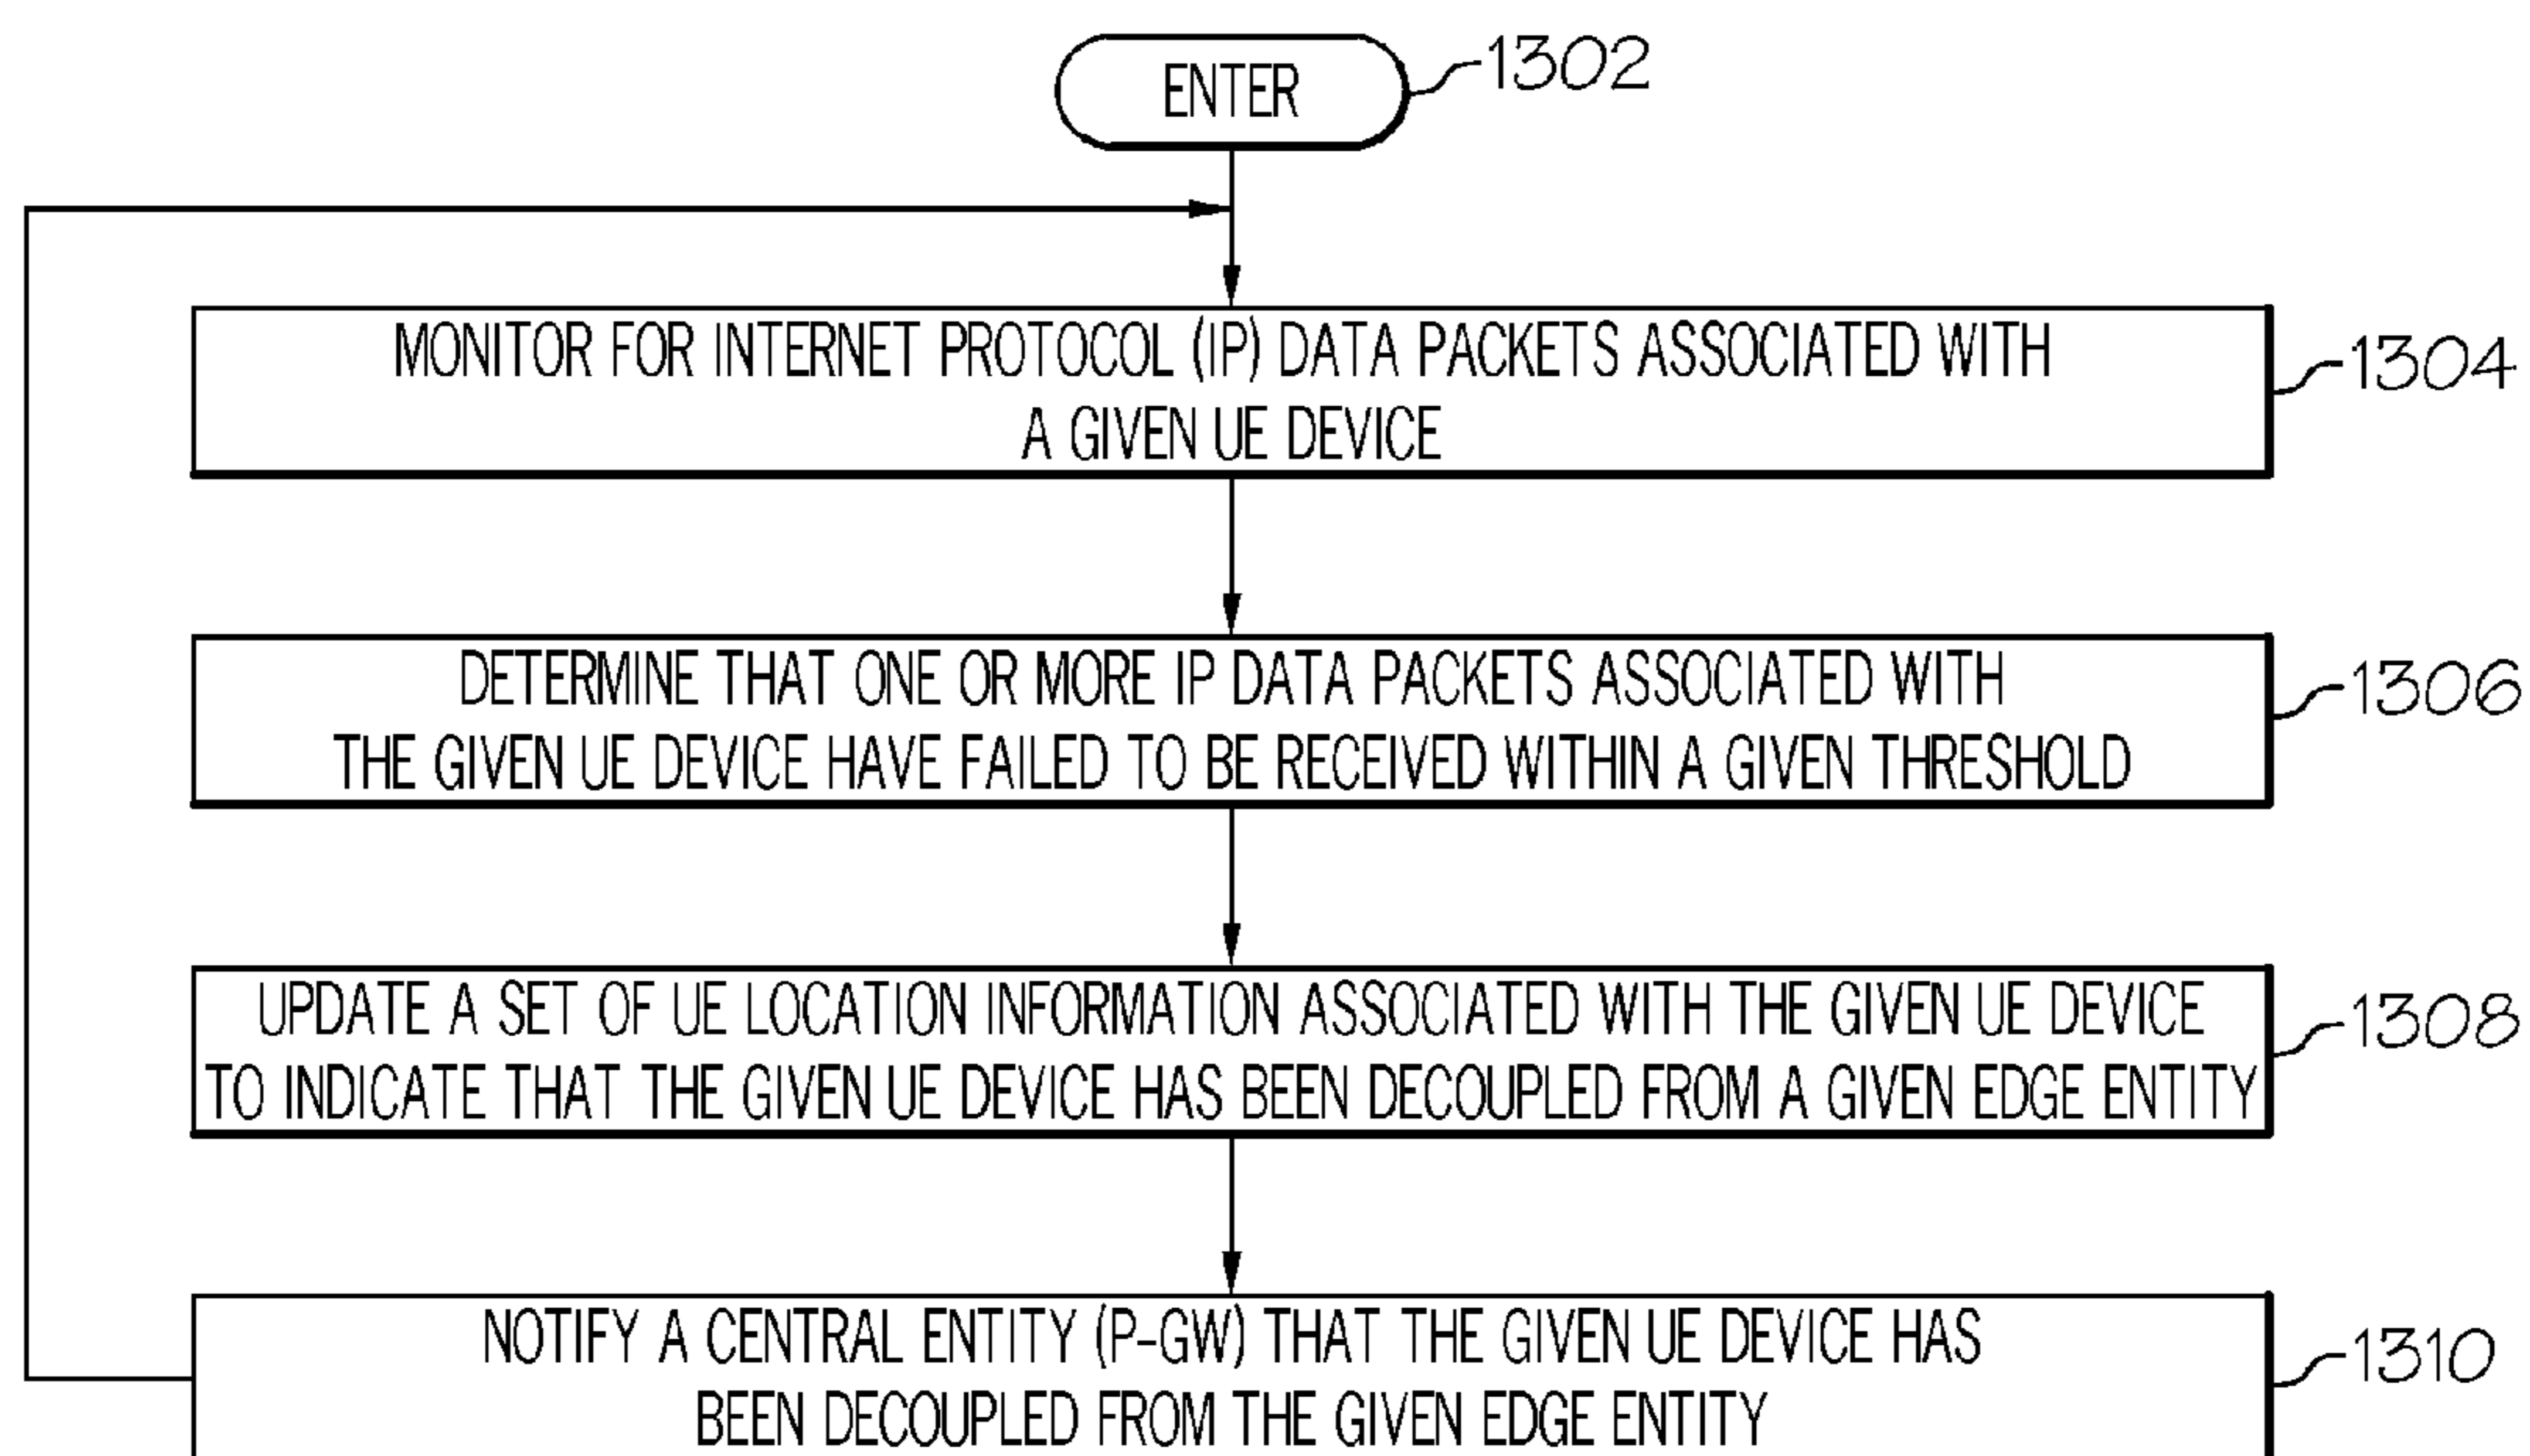 ENTER
1302
MONITOR FOR INTERNET PROTOCOL (IP) DATA PACKETS ASSOCIATED WITH
A GIVEN UE DEVICE
1304
DETERMINE THAT ONE OR MORE IP DATA PACKETS ASSOCIATED WITH
THE GIVEN UE DEVICE HAVE FAILED TO BE RECEIVED WITHIN A GIVEN THRESHOLD
1306
UPDATE A SET OF UE LOCATION INFORMATION ASSOCIATED WITH THE GIVEN UE DEVICE
TO INDICATE THAT THE GIVEN UE DEVICE HAS BEEN DECOUPLED FROM A GIVEN EDGE ENTITY
1308
NOTIFY A CENTRAL ENTITY (P-GW) THAT THE GIVEN UE DEVICE HAS
BEEN DECOUPLED FROM THE GIVEN EDGE ENTITY
1310